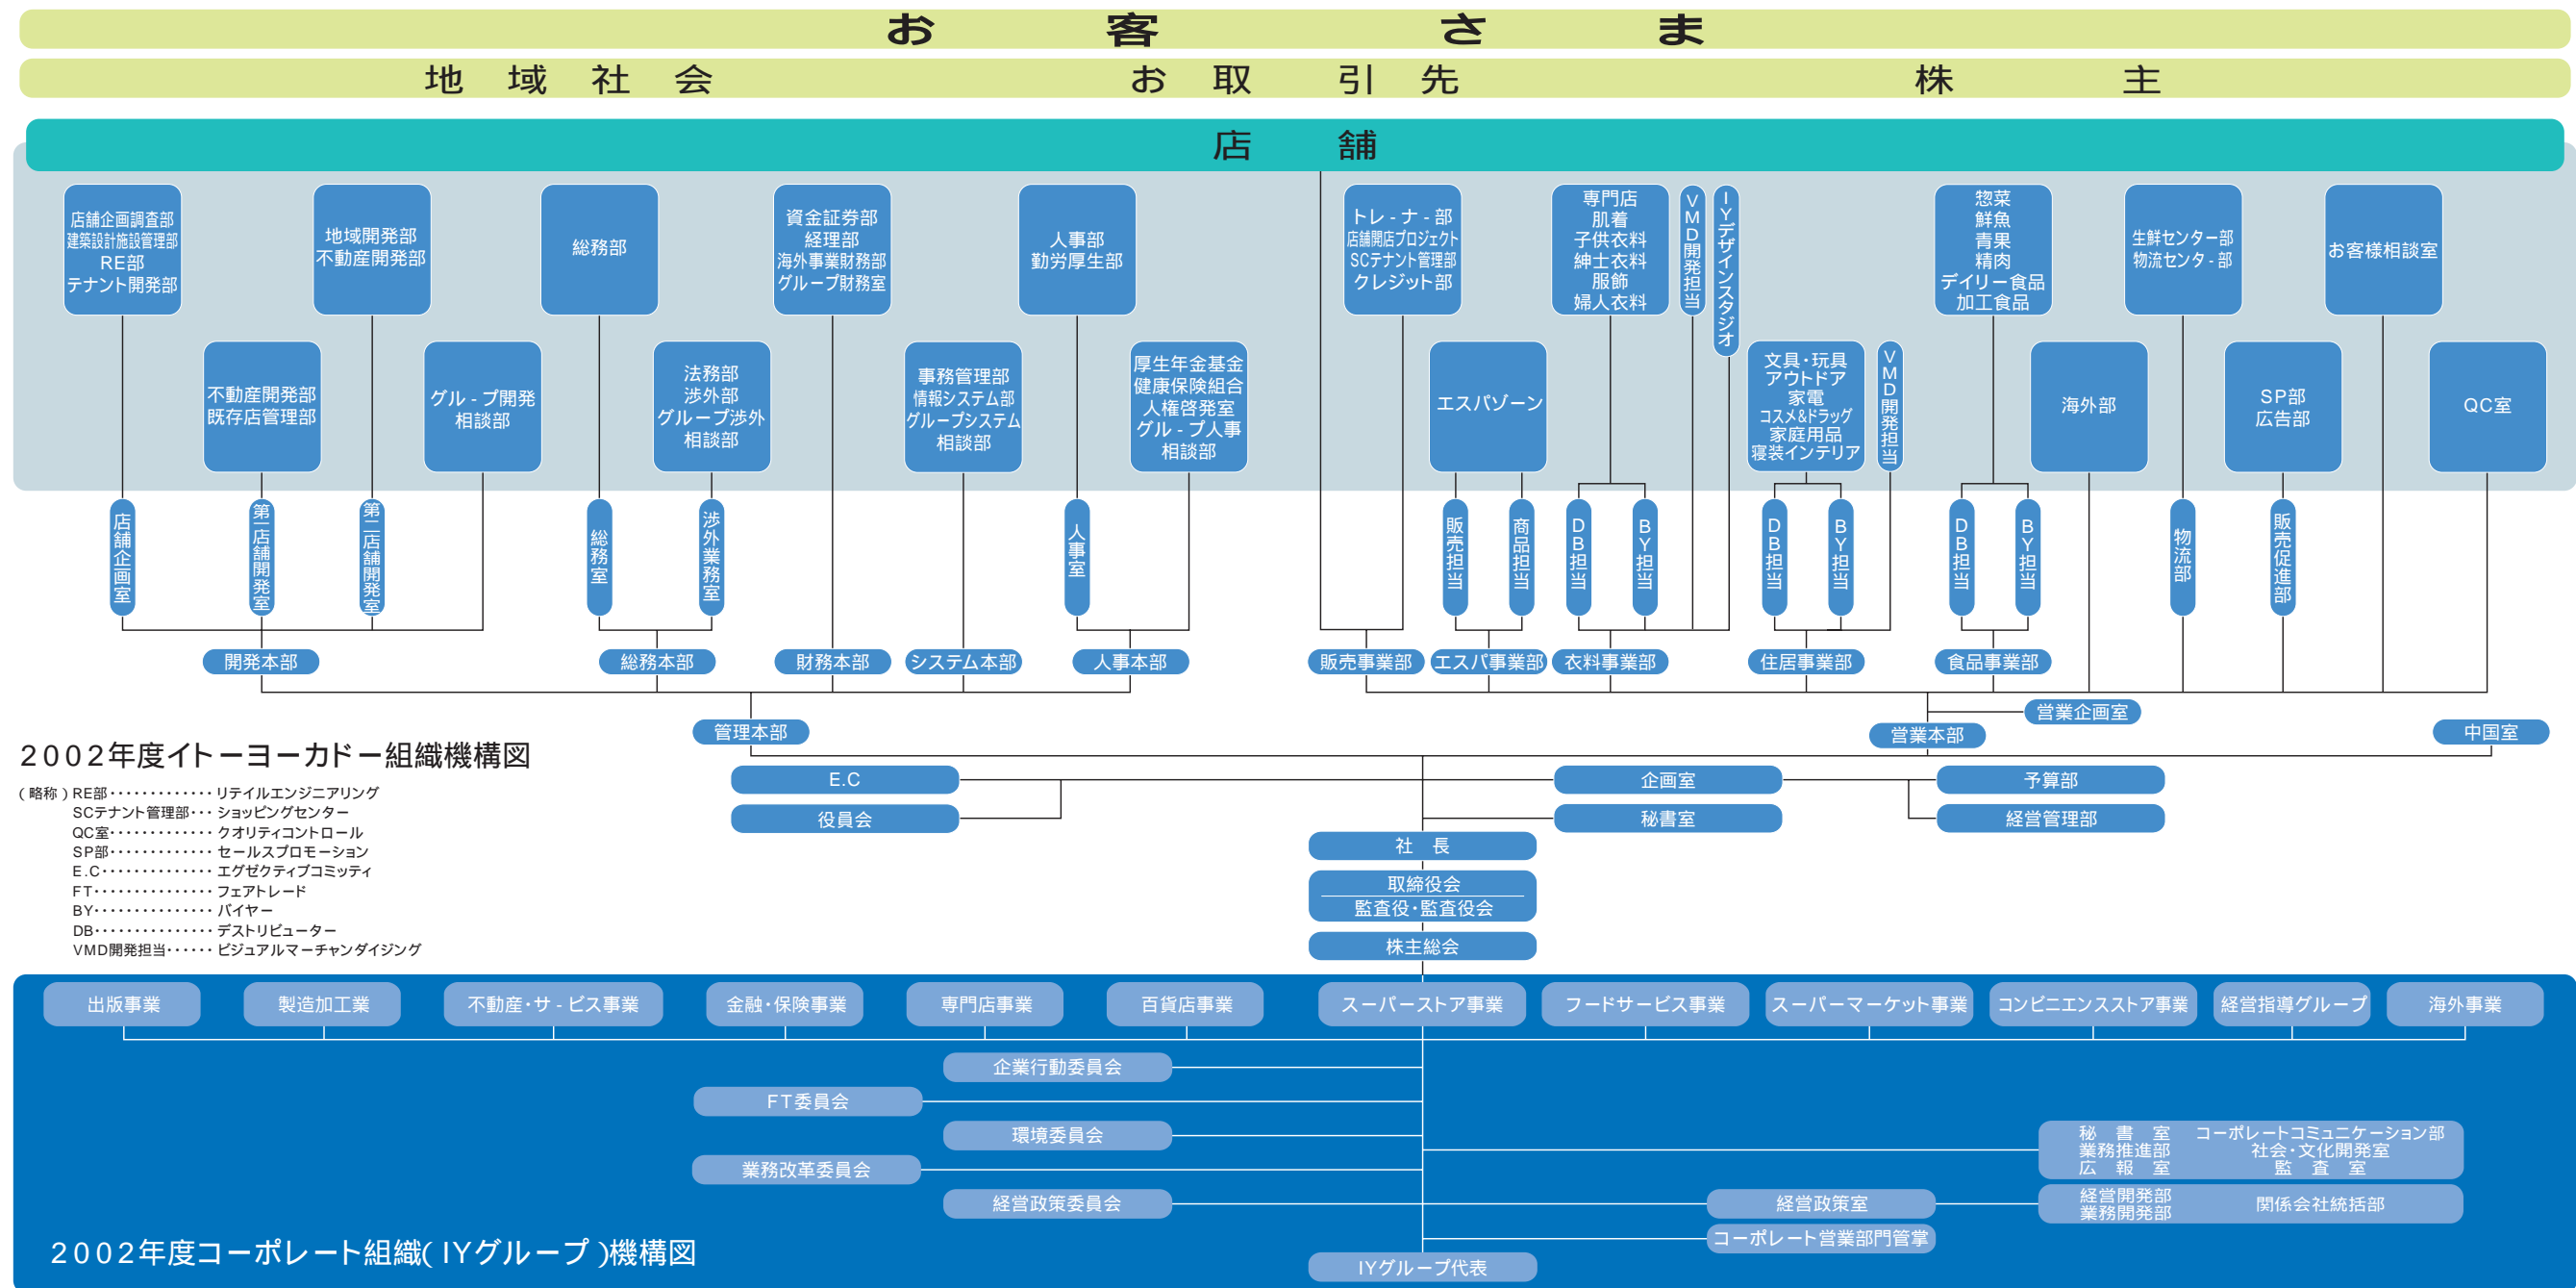 お客さま
地域社会 お取引先 株主
店舗
店舗企画調査部
建築設計施設管理部
RE部
テナント開発部
地域開発部
不動産開発部
総務部
資金証券部
経理部
海外事業財務部
グループ財務室
人事部
勤労厚生部
トレ-ナ-部
店舗開店プロジェクト
SCテナント管理部
クレジット部
専門店
肌着
子供衣料
紳士衣料
服飾
婦人衣料
VMD開発担当
IYデザインスタジオ
惣菜
鮮魚
青果
精肉
デイリー食品
加工食品
生鮮センター部
物流センタ-部
お客様相談室
不動産開発部
既存店管理部
グル-プ開発
相談部
法務部
渉外部
グループ渉外
相談部
事務管理部
情報システム部
グループシステム
相談部
厚生年金基金
健康保険組合
人権啓発室
グル-プ人事
相談部
エスパゾーン
文具・玩具
アウトドア
家電
コスメ&ドラッグ
家庭用品
寝装インテリア
VMD開発担当
海外部
SP部
広告部
QC室
店舗企画室
第一店舗開発室
第二店舗開発室
総務室
渉外業務室
人事室
販売担当
商品担当
DB担当
BY担当
DB担当
BY担当
DB担当
BY担当
物流部
販売促進部
開発本部
総務本部
財務本部
システム本部
人事本部
販売事業部
エスパ事業部
衣料事業部
住居事業部
食品事業部
管理本部
営業企画室
営業本部
中国室
2002年度イトーヨーカドー組織機構図
(略称)RE部・・・・・・・・・・・・・リテイルエンジニアリング
SCテナント管理部・・・ショッピングセンター
QC室・・・・・・・・・・・・・クオリティコントロール
SP部・・・・・・・・・・・・・セールスプロモーション
E.C・・・・・・・・・・・・・・エグゼクティブコミッティ
FT・・・・・・・・・・・・・・・フェアトレード
BY・・・・・・・・・・・・・・・バイヤー
DB・・・・・・・・・・・・・・・デストリビューター
VMD開発担当・・・・・・ビジュアルマーチャンダイジング
E.C
役員会
企画室
秘書室
予算部
経営管理部
社 長
取締役会
監査役・監査役会
株主総会
出版事業
製造加工業
不動産・サ-ビス事業
金融・保険事業
専門店事業
百貨店事業
スーパーストア事業
フードサービス事業
スーパーマーケット事業
コンビニエンスストア事業
経営指導グループ
海外事業
企業行動委員会
FT委員会
環境委員会
業務改革委員会
経営政策委員会
秘 書 室 コーポレートコミュニケーション部
業務推進部 社会・文化開発室
広 報 室 監 査 室
経営政策室
経営開発部
業務開発部
関係会社統括部
コーポレート営業部門管掌
IYグループ代表
2002年度コーポレート組織(IYグループ)機構図